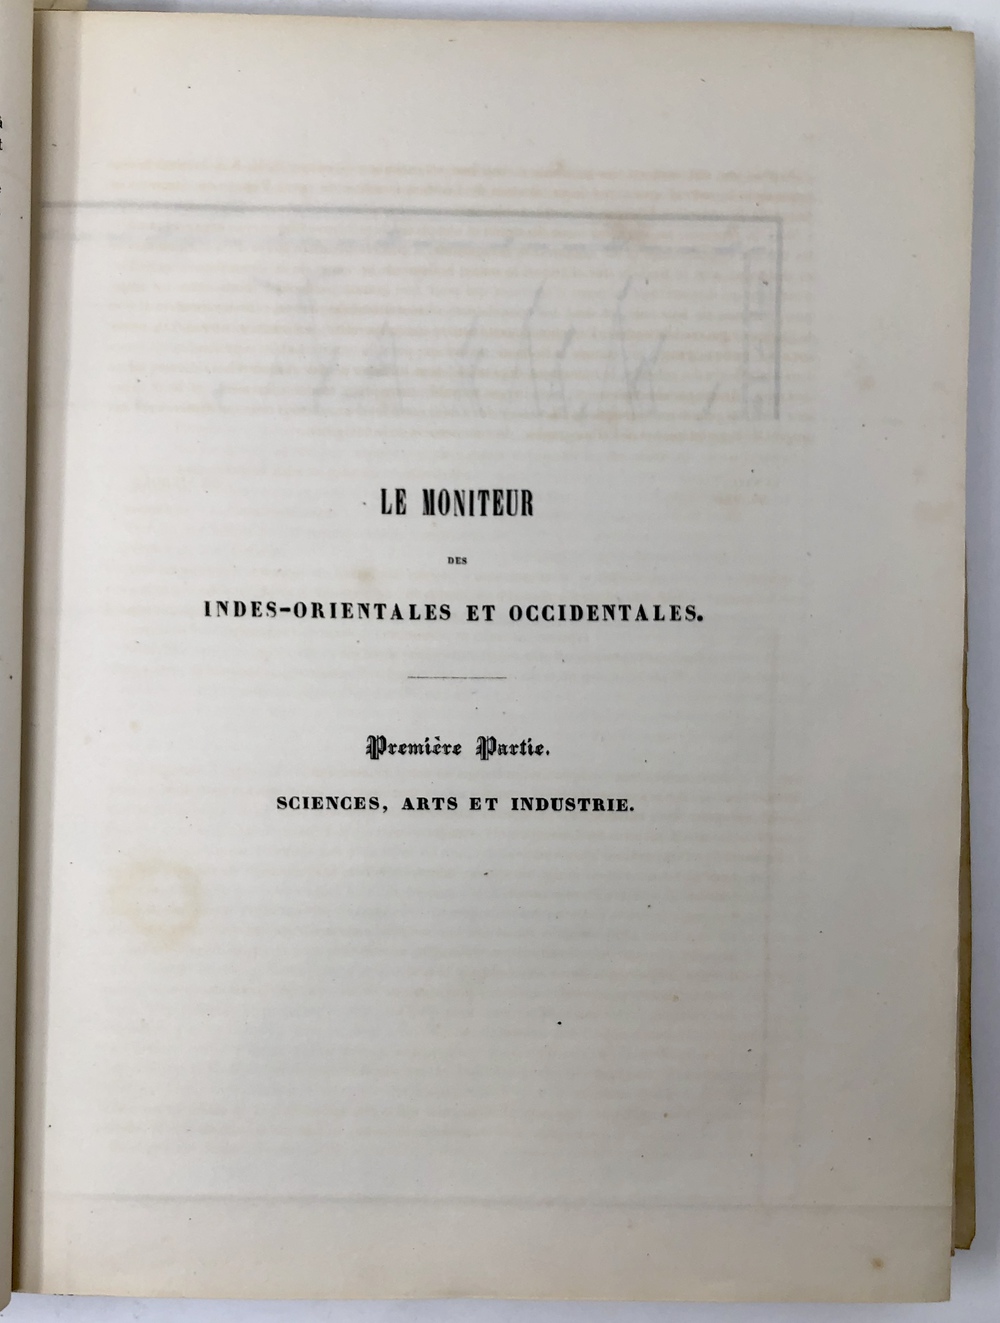 LE MONITEUR
DES
INDES-ORIENTALES ET OCCIDENTALES.
Première Partie.
SCIENCES, ARTS ET INDUSTRIE.